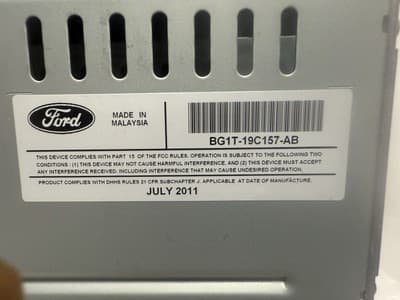 Ford
MADE IN
MALAYSIA
BG1T-19C157-AB
THIS DEVICE COMPLIES WITH PART 15 OF THE FCC RULES. OPERATION IS SUBJECT TO THE FOLLOWING TWO
CONDITIONS : (1) THIS DEVICE MAY NOT CAUSE HARMFUL INTERFERENCE, AND (2) THIS DEVICE MUST ACCEPT
ANY INTERFERENCE RECEIVED. INCLUDING INTERFERENCE THAT MAY CAUSE UNDESIRED OPERATION.
PRODUCT COMPLIES WITH DHHS RULES 21 CFR SUBCHAPTER J. APPLICABLE AT DATE OF MANUFACTURE.
JULY 2011